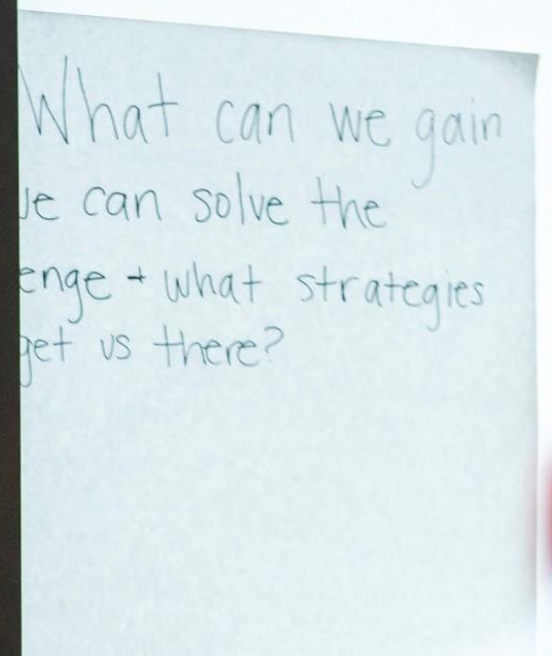 What can we gain
e can solve the
enge + what strategies
get us there?